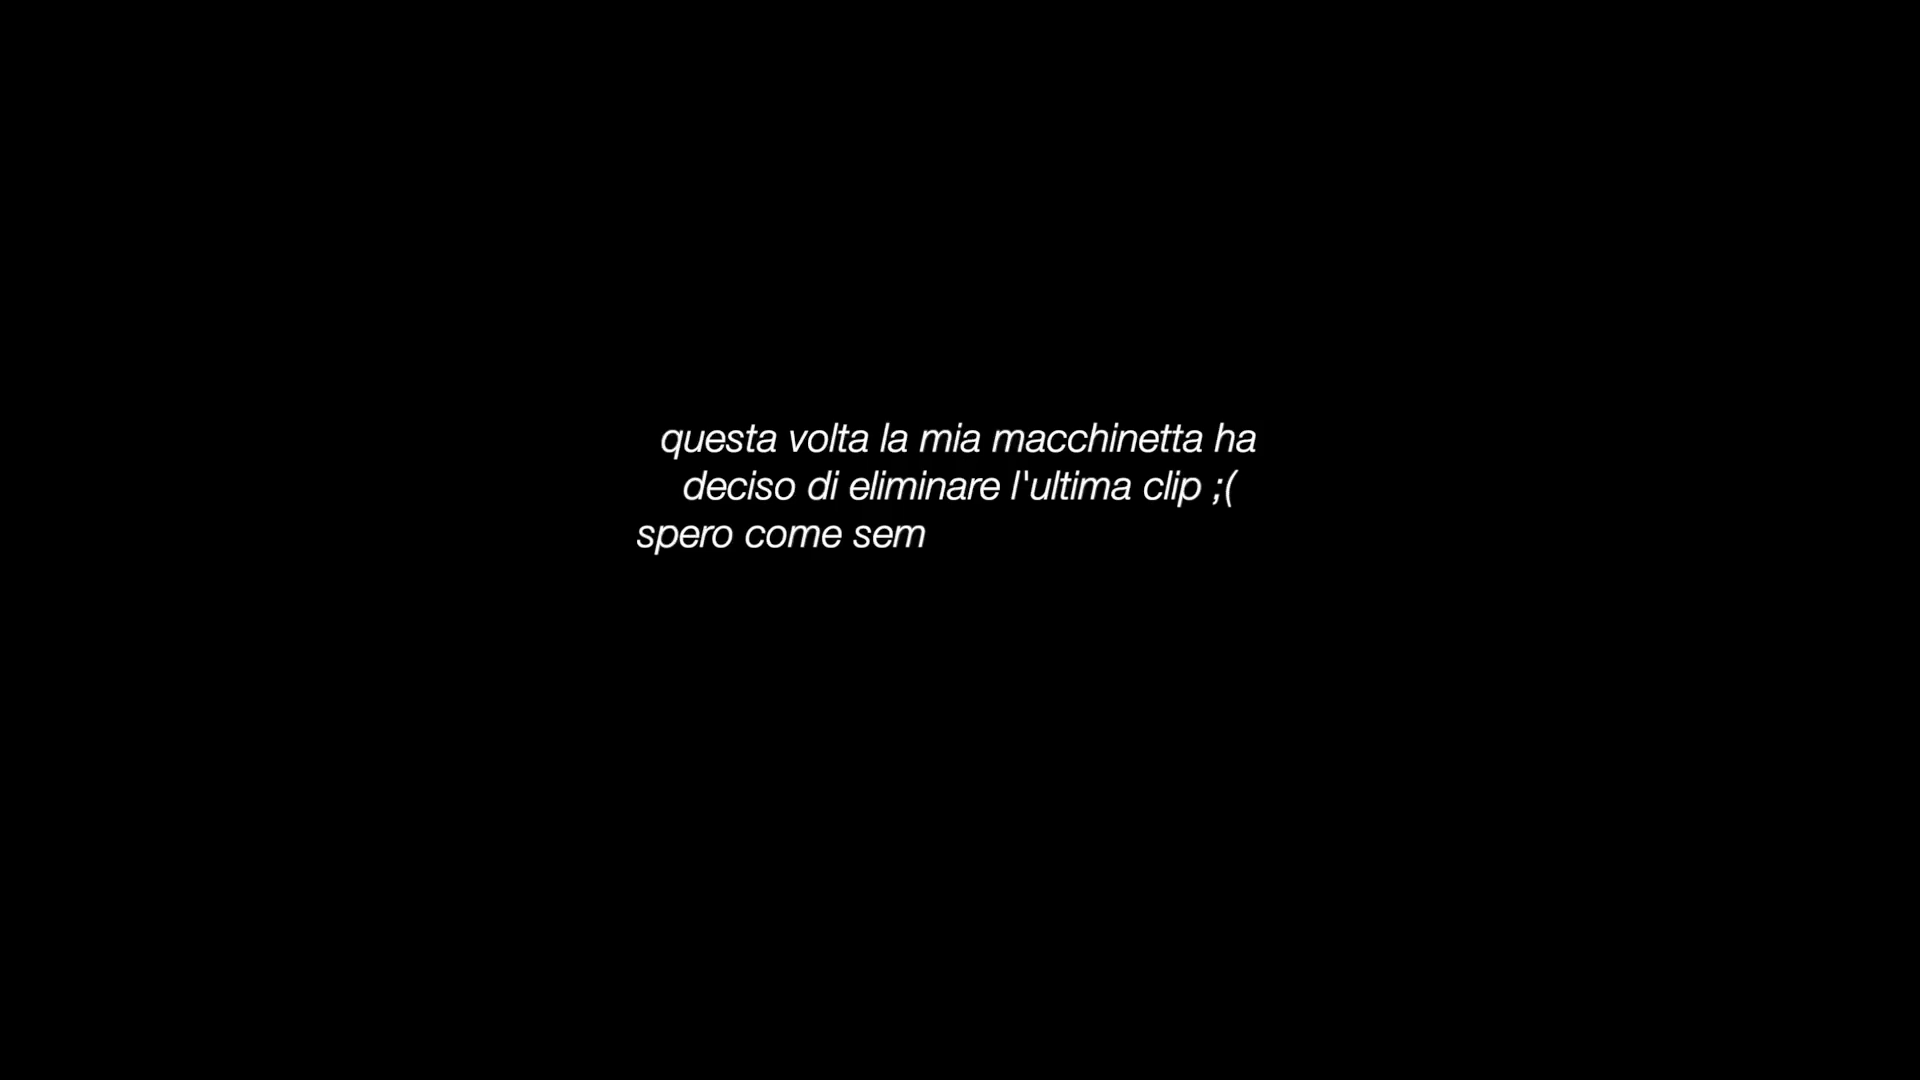 questa volta la mia macchinetta ha
deciso di eliminare l'ultima clip ;(
spero come sem